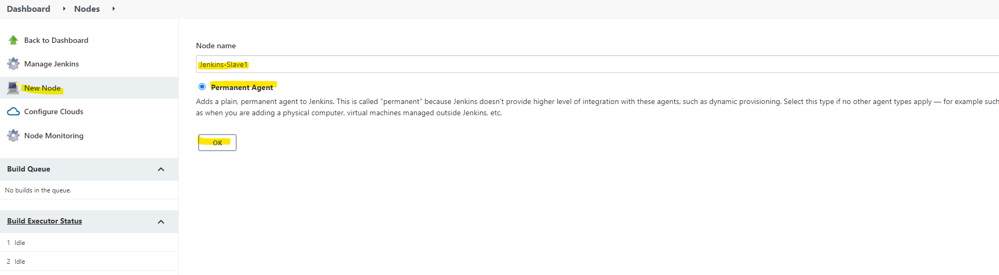 Dashboard Nodes
Back to Dashboard
Manage Jenkins
New Node
Configure Clouds
Node Monitoring
Build Queue
No builds in the queue.
Build Executor Status
1 Idle
2 Idle
Node name
Jenkins-Slave1
Permanent Agent
Adds a plain, permanent agent to Jenkins. This is called "permanent" because Jenkins doesn't provide higher level of integration with these agents, such as dynamic provisioning. Select this type if no other agent types apply — for example such
as when you are adding a physical computer, virtual machines managed outside Jenkins, etc.
OK